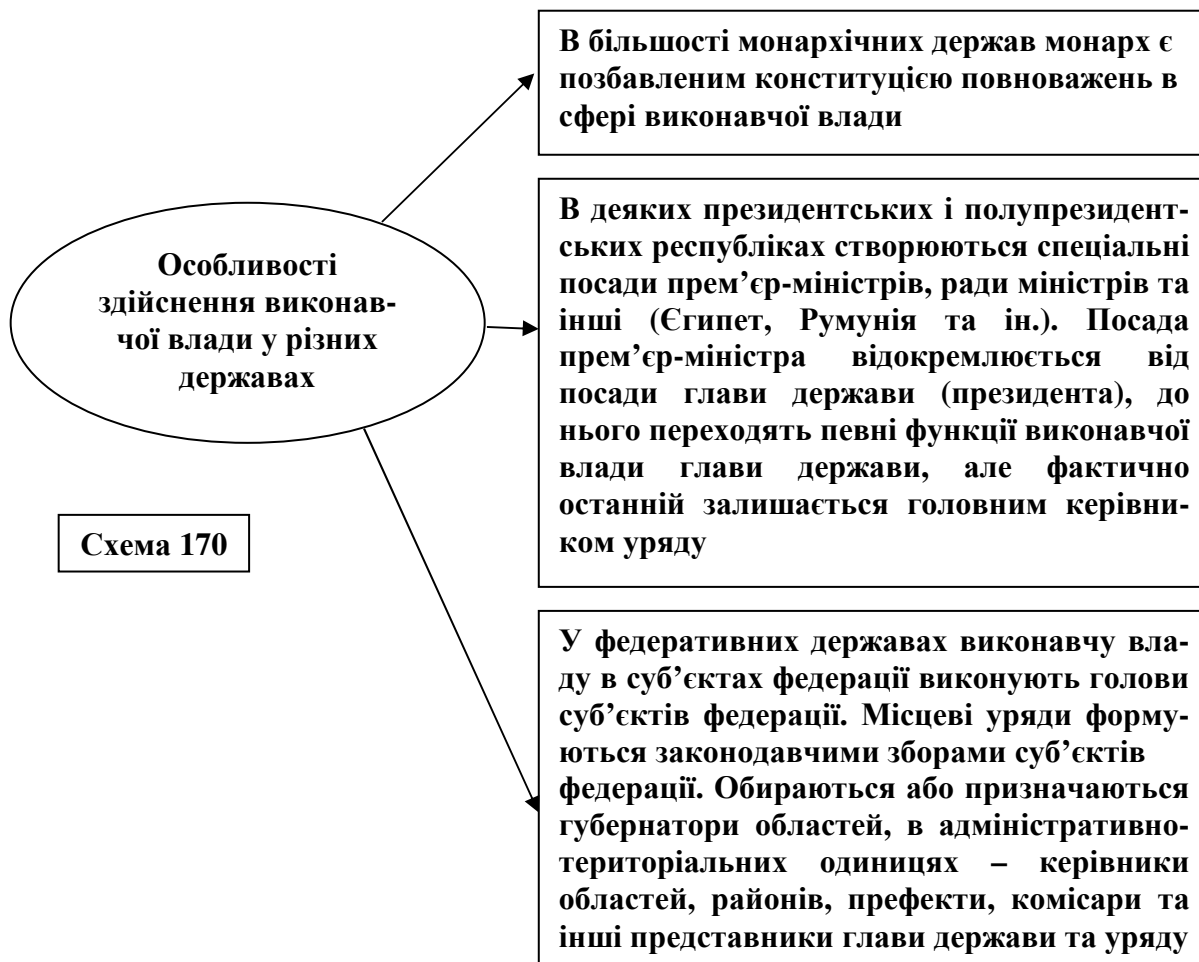 В більшості монархічних держав монарх є
позбавленим конституцією повноважень в
сфері виконавчої влади
Особливості
здійснення виконав-
чої влади у різних
державах
В деяких президентських і полупрезидент-
ських республіках створюються спеціальні
посади прем’єр-міністрів, ради міністрів та
інші (Єгипет, Румунія та ін.). Посада
прем’єр-міністра відокремлюється від
посади глави держави (президента), до
нього переходять певні функції виконавчої
влади глави держави, але фактично
останній залишається головним керівни-
ком уряду
Схема 170
У федеративних державах виконавчу вла-
ду в суб’єктах федерації виконують голови
суб’єктів федерації. Місцеві уряди форму-
ються законодавчими зборами суб’єктів
федерації. Обираються або призначаються
губернатори областей, в адміністративно-
територіальних одиницях – керівники
областей, районів, префекти, комісари та
інші представники глави держави та уряду